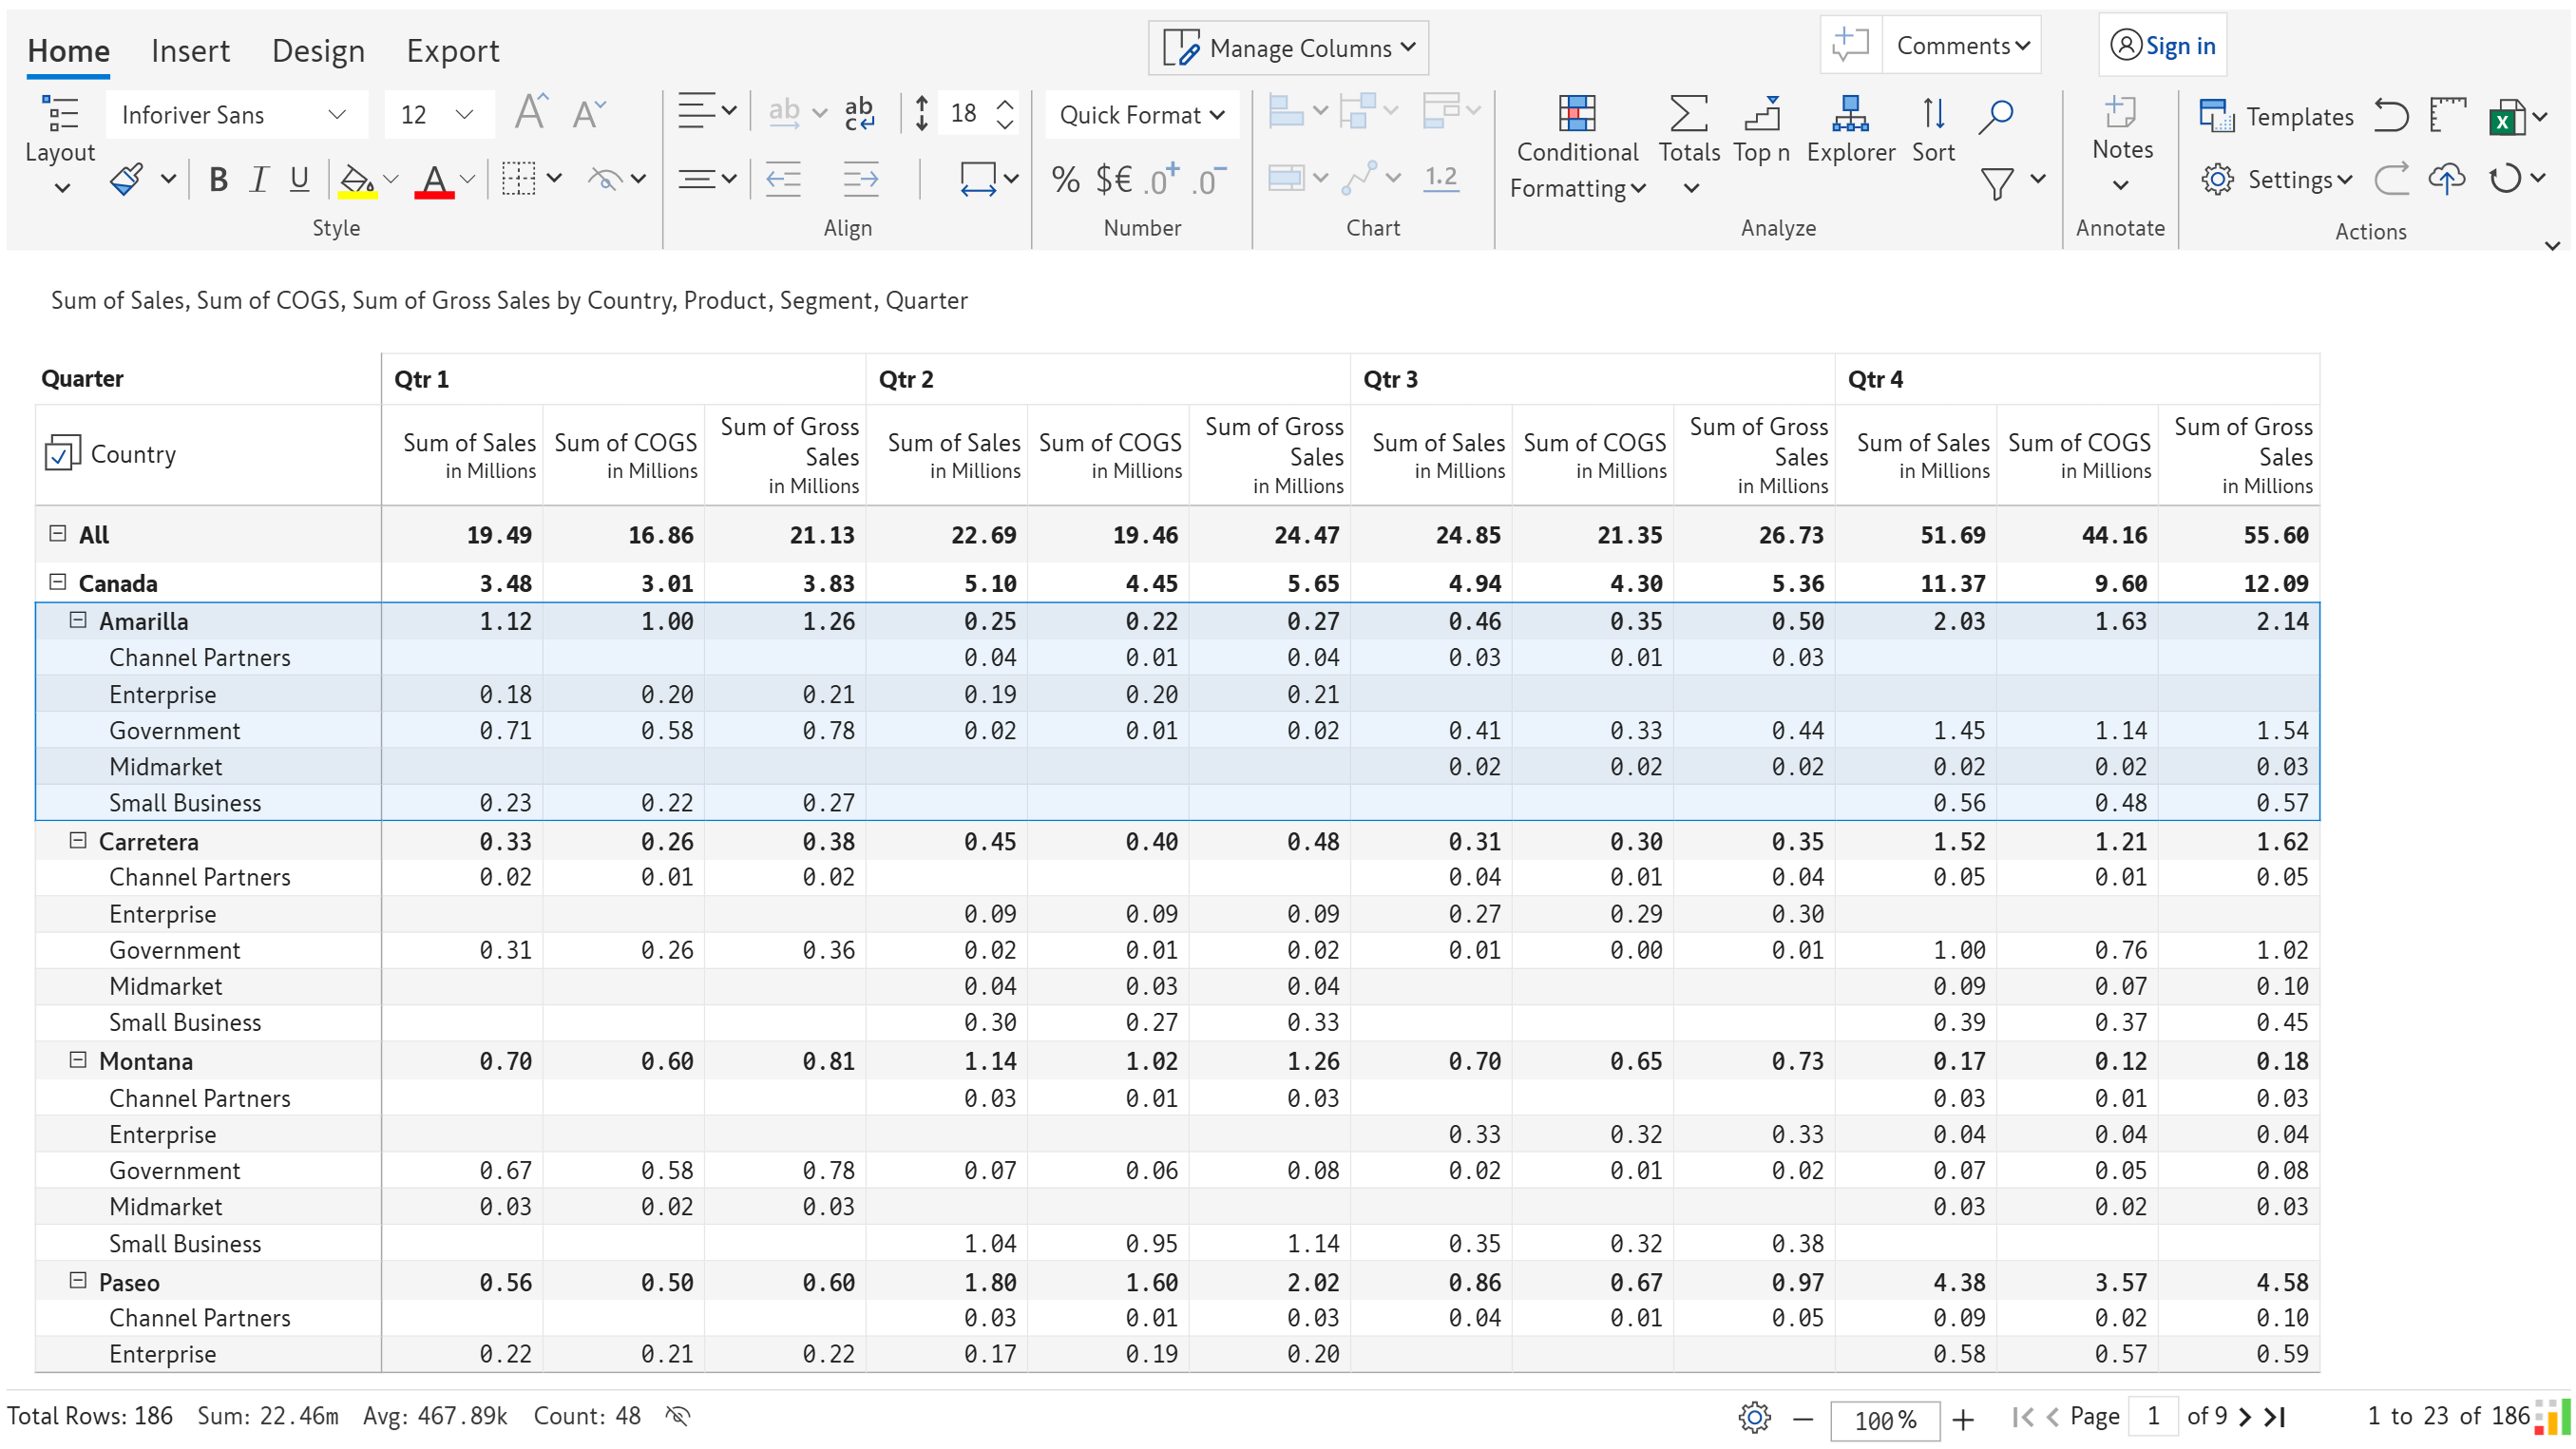 Home Insert Design Export Manage Columns Comments Sign in
Inforiver Sans 12 A A ab ab 18 Quick Format Templates
c
Layout Conditional Totals Top n Explorer Sort Notes
B I U A % $€ .0+ .0- 1.2 Formatting Settings
Style Align Number Chart Analyze Annotate Actions
Sum of Sales, Sum of COGS, Sum of Gross Sales by Country, Product, Segment, Quarter
Quarter Qtr 1 Qtr 2 Qtr 3 Qtr 4
Country Sum of Sales in Millions Sum of COGS in Millions Sum of Gross Sales in Millions Sum of Sales in Millions Sum of COGS in Millions Sum of Gross Sales in Millions Sum of Sales in Millions Sum of COGS in Millions Sum of Gross Sales in Millions Sum of Sales in Millions Sum of COGS in Millions Sum of Gross Sales in Millions
All 19.49 16.86 21.13 22.69 19.46 24.47 24.85 21.35 26.73 51.69 44.16 55.60
Canada 3.48 3.01 3.83 5.10 4.45 5.65 4.94 4.30 5.36 11.37 9.60 12.09
Amarilla 1.12 1.00 1.26 0.25 0.22 0.27 0.46 0.35 0.50 2.03 1.63 2.14
Channel Partners 0.04 0.01 0.04 0.03 0.01 0.03
Enterprise 0.18 0.20 0.21 0.19 0.20 0.21
Government 0.71 0.58 0.78 0.02 0.01 0.02 0.41 0.33 0.44 1.45 1.14 1.54
Midmarket 0.02 0.02 0.02 0.02 0.02 0.03
Small Business 0.23 0.22 0.27 0.56 0.48 0.57
Carretera 0.33 0.26 0.38 0.45 0.40 0.48 0.31 0.30 0.35 1.52 1.21 1.62
Channel Partners 0.02 0.01 0.02 0.04 0.01 0.04 0.05 0.01 0.05
Enterprise 0.09 0.09 0.09 0.27 0.29 0.30
Government 0.31 0.26 0.36 0.02 0.01 0.02 0.01 0.00 0.01 1.00 0.76 1.02
Midmarket 0.04 0.03 0.04 0.09 0.07 0.10
Small Business 0.30 0.27 0.33 0.39 0.37 0.45
Montana 0.70 0.60 0.81 1.14 1.02 1.26 0.70 0.65 0.73 0.17 0.12 0.18
Channel Partners 0.03 0.01 0.03 0.03 0.01 0.03
Enterprise 0.33 0.32 0.33 0.04 0.04 0.04
Government 0.67 0.58 0.78 0.07 0.06 0.08 0.02 0.01 0.02 0.07 0.05 0.08
Midmarket 0.03 0.02 0.03 0.03 0.02 0.03
Small Business 1.04 0.95 1.14 0.35 0.32 0.38
Paseo 0.56 0.50 0.60 1.80 1.60 2.02 0.86 0.67 0.97 4.38 3.57 4.58
Channel Partners 0.03 0.01 0.03 0.04 0.01 0.05 0.09 0.02 0.10
Enterprise 0.22 0.21 0.22 0.17 0.19 0.20 0.58 0.57 0.59
Total Rows: 186 Sum: 22.46m Avg: 467.89k Count: 48 100% Page 1 of 9 1 to 23 of 186